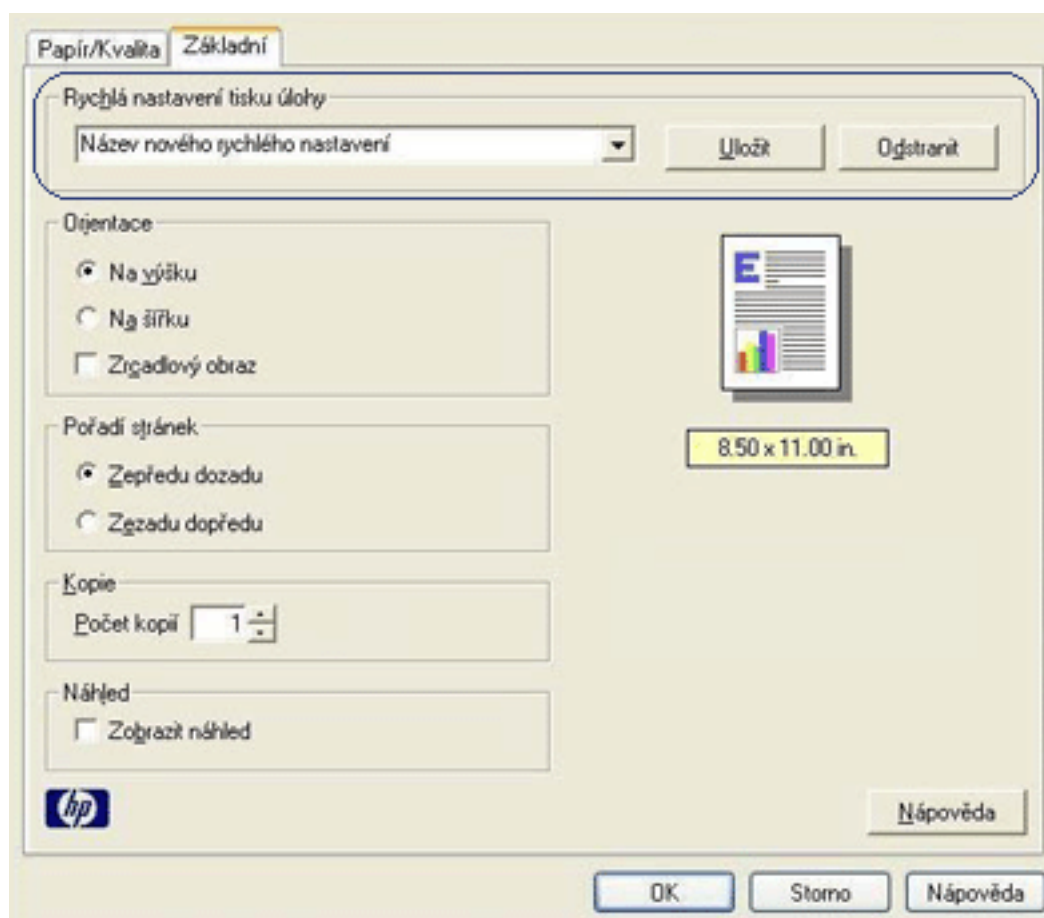 Papír/Kvalita
Základní
Rychlá nastavení tisku úlohy
Název nového rychlého nastavení
Uložit
Odstranit
Orientace
Na výšku
Na šířku
Zrcadlový obraz
E
8.50 x 11.00 in.
Pořadí stránek
Zepředu dozadu
Zezadu dopředu
Kopie
Počet kopií 1
Náhled
Zobrazit náhled
hp
Nápověda
OK
Storno
Nápověda